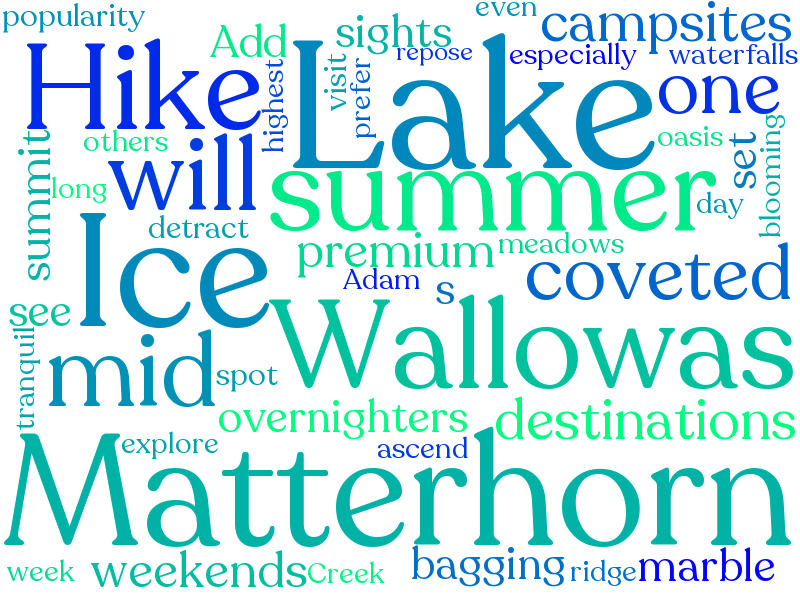 popularity
even
Add
sights
campsites
Hike
Lake
repose
especially
waterfalls
highest
visit
prefer
one
others
summit
will
oasis
set
blooming
long
summer
day
detract
Ice
premium
meadows
Adam
s
coveted
see
Wallowas
tranquil
mid
spot
overnighters
destinations
explore
ascend
Matterhorn
week
weekends
Creek
bagging
ridge
marble